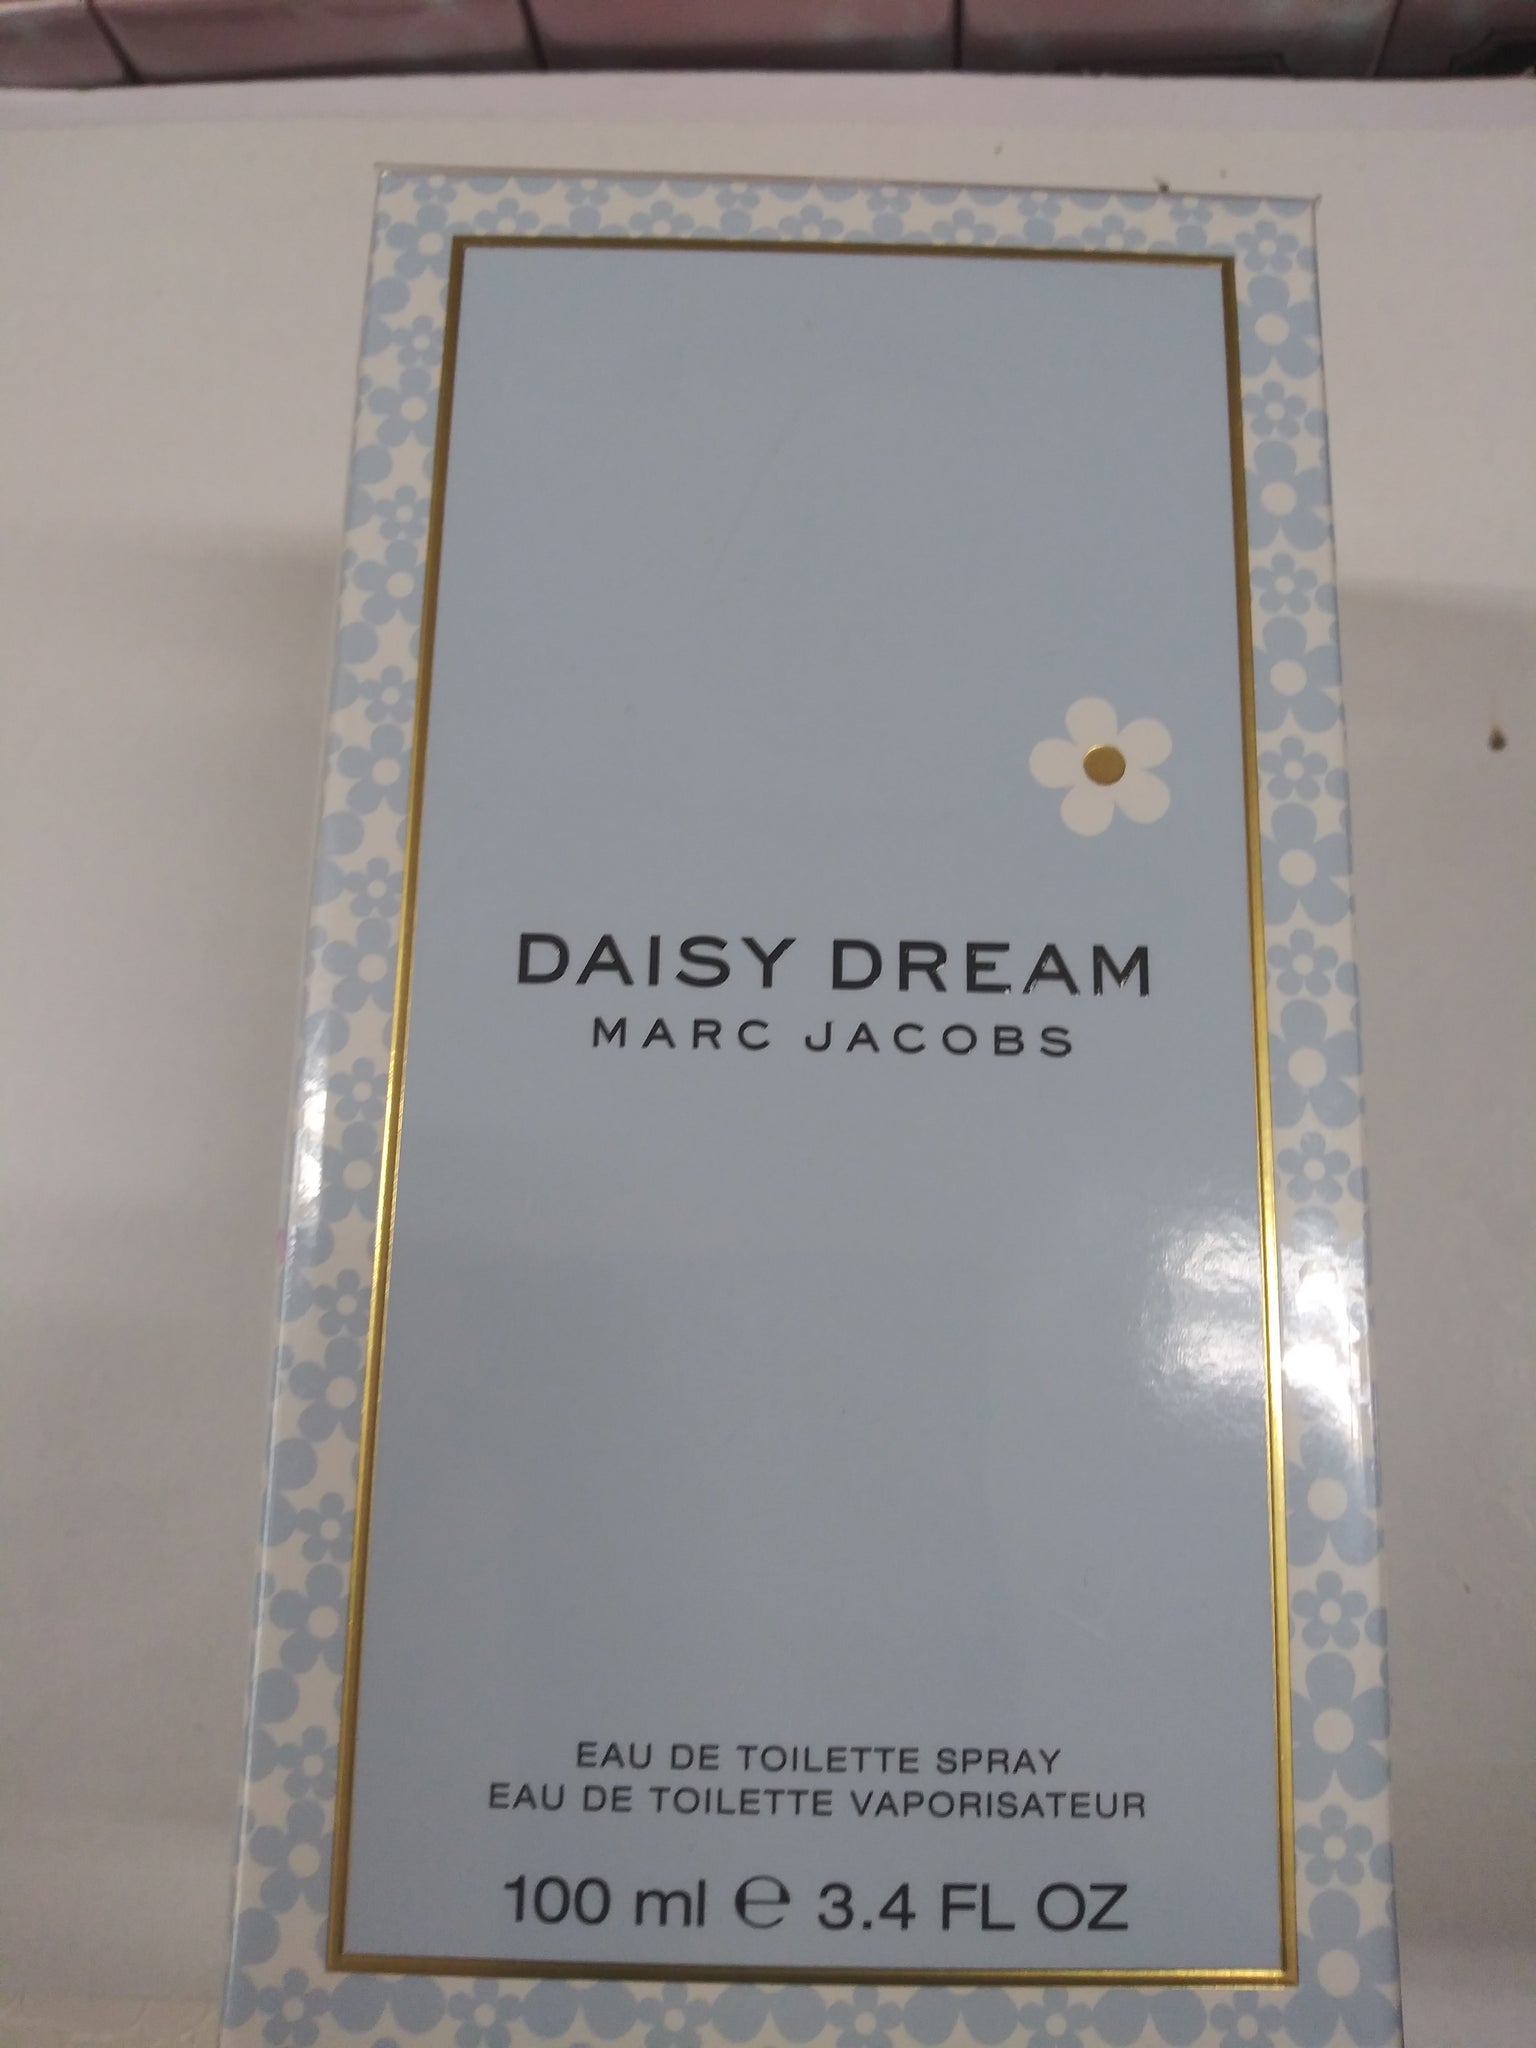 DAISY DREAM
MARC JACOBS
EAU DE TOILETTE SPRAY
EAU DE TOILETTE VAPORISATEUR
100 ml ℮ 3.4 FL OZ